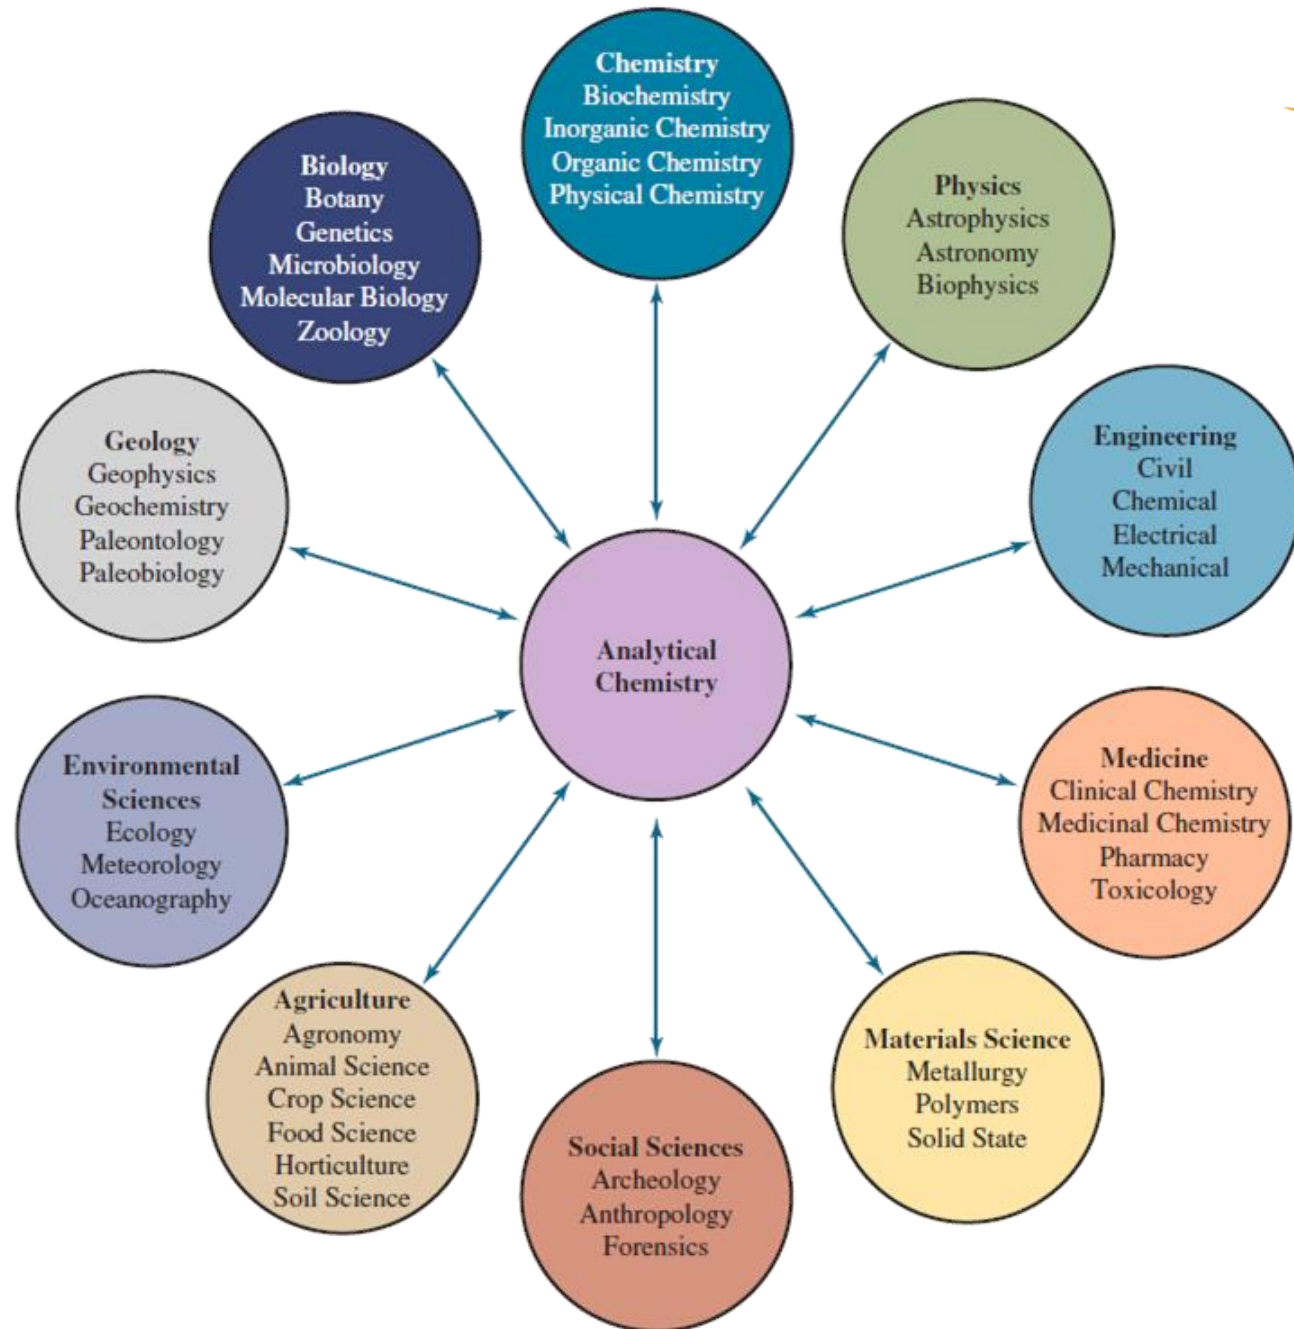 Chemistry
Biochemistry
Inorganic Chemistry
Organic Chemistry
Physical Chemistry
Physics
Astrophysics
Astronomy
Biophysics
Engineering
Civil
Chemical
Electrical
Mechanical
Medicine
Clinical Chemistry
Medicinal Chemistry
Pharmacy
Toxicology
Materials Science
Metallurgy
Polymers
Solid State
Social Sciences
Archeology
Anthropology
Forensics
Agriculture
Agronomy
Animal Science
Crop Science
Food Science
Horticulture
Soil Science
Environmental
Sciences
Ecology
Meteorology
Oceanography
Geology
Geophysics
Geochemistry
Paleontology
Paleobiology
Biology
Botany
Genetics
Microbiology
Molecular Biology
Zoology
Analytical
Chemistry